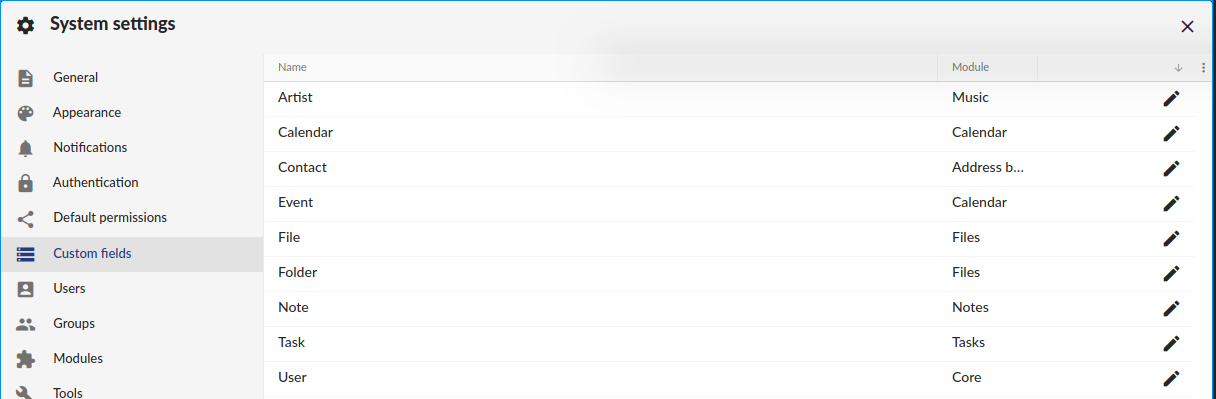 System settings
General
Appearance
Notifications
Authentication
Default permissions
Custom fields
Users
Groups
Modules
Tools
Name Module
Artist Music
Calendar Calendar
Contact Address b...
Event Calendar
File Files
Folder Files
Note Notes
Task Tasks
User Core